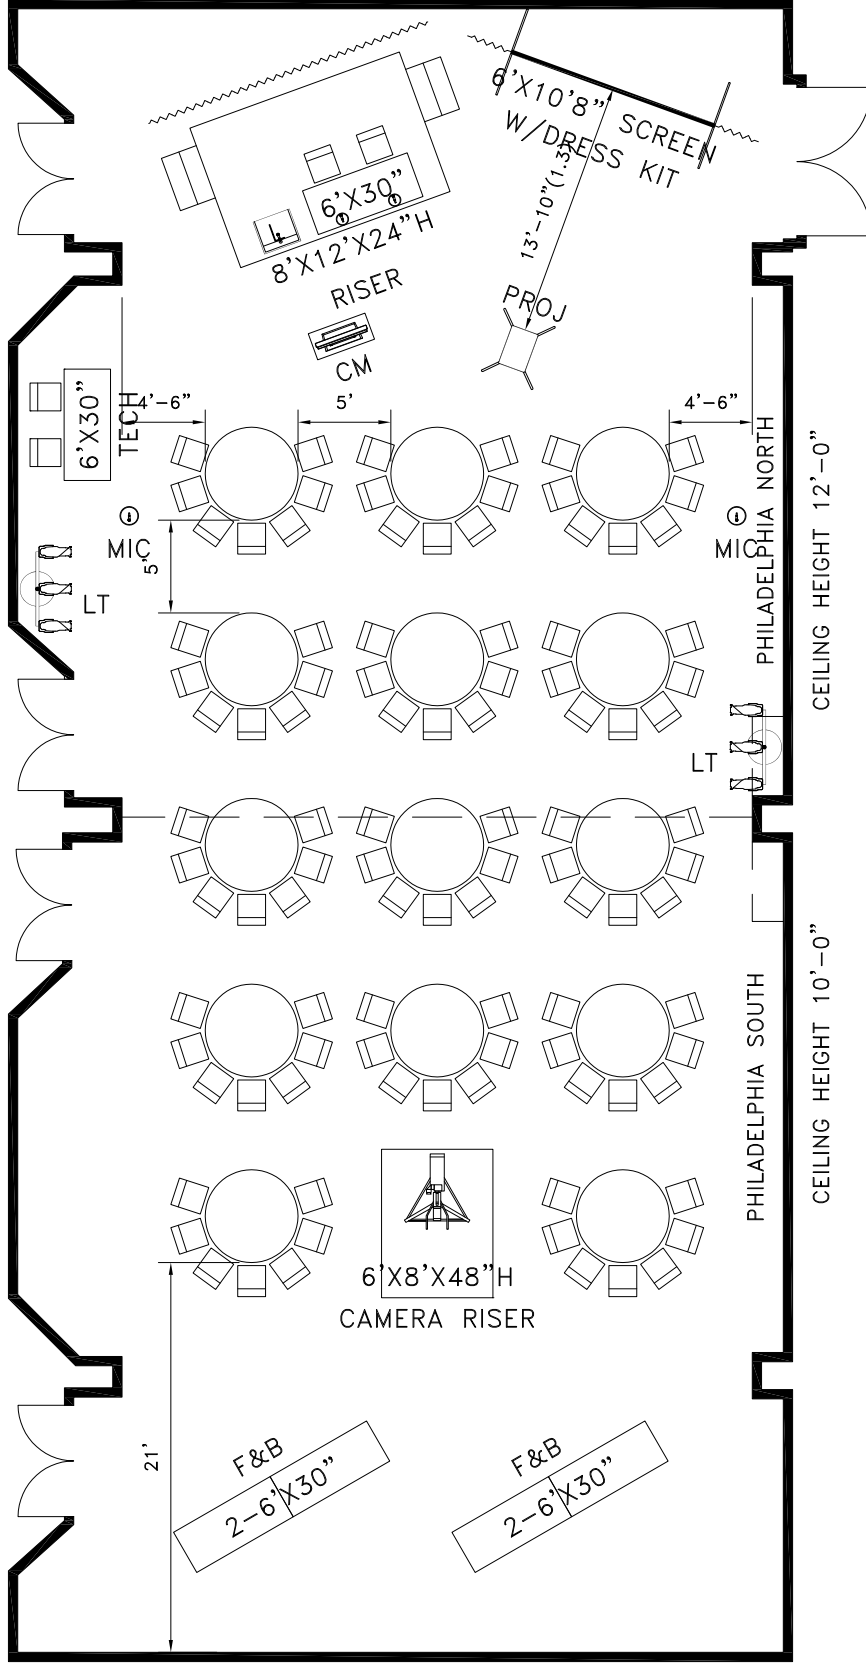 6'X10'8" SCREEN
W/DRESS KIT
13'-10"(1.3)
6'X30"
8'X12'X24"H
RISER
PROJ
CM
6'X30"
TECH
4'-6"
5'
4'-6"
MIC
5'
MIC
LT
PHILADELPHIA NORTH
CEILING HEIGHT 12'-0"
LT
PHILADELPHIA SOUTH
CEILING HEIGHT 10'-0"
6'X8'X48"H
CAMERA RISER
21'
F&B
2-6'X30"
F&B
2-6'X30"